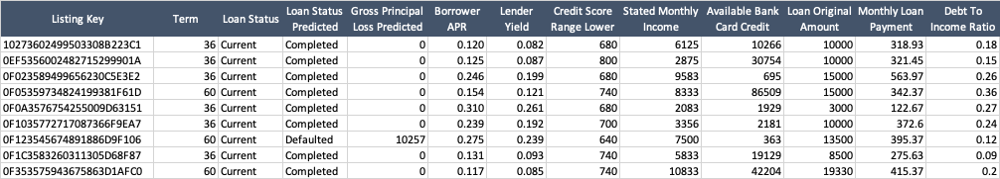 Listing Key Term Loan Status Loan Status Predicted Gross Principal Loss Predicted Borrower APR Lender Yield Credit Score Range Lower Stated Monthly Income Available Bank Card Credit Loan Original Amount Monthly Loan Payment Debt To Income Ratio
10273602499503308B223C1 36 Current Completed 0 0.120 0.082 680 6125 10266 10000 318.93 0.18
0EF5356002482715299901A 36 Current Completed 0 0.125 0.087 800 2875 30754 10000 321.45 0.15
0F023589499656230C5E3E2 36 Current Completed 0 0.246 0.199 680 9583 695 15000 563.97 0.26
0F05359734824199381F61D 60 Current Completed 0 0.154 0.121 740 8333 86509 15000 342.37 0.36
0F0A3576754255009D63151 36 Current Completed 0 0.310 0.261 680 2083 1929 3000 122.67 0.27
0F1035772717087366F9EA7 36 Current Completed 0 0.239 0.192 700 3356 2181 10000 372.6 0.24
0F123545674891886D9F106 60 Current Defaulted 10257 0.275 0.239 640 7500 363 13500 395.37 0.12
0F1C3583260311305D68F87 36 Current Completed 0 0.131 0.093 740 5833 19129 8500 275.63 0.09
0F353575943675863D1AFC0 60 Current Completed 0 0.117 0.085 740 10833 42204 19330 415.37 0.2